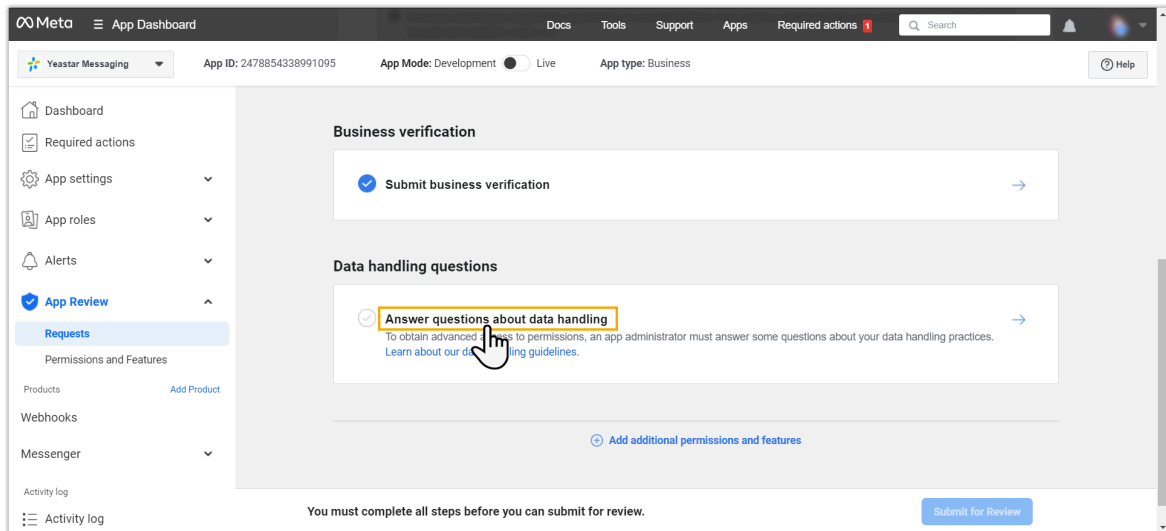 Meta
App Dashboard
Docs
Tools
Support
Apps
Required actions 1
Search
Yeastar Messaging
App ID: 2478854338991095
App Mode: Development
Live
App type: Business
Help
Dashboard
Required actions
App settings
App roles
Alerts
App Review
Requests
Permissions and Features
Products
Add Product
Webhooks
Messenger
Activity log
Activity log
Business verification
Submit business verification
Data handling questions
Answer questions about data handling
To obtain advanced to permissions, an app administrator must answer some questions about your data handling practices.
Learn about our guidelines.
Add additional permissions and features
You must complete all steps before you can submit for review.
Submit for Review